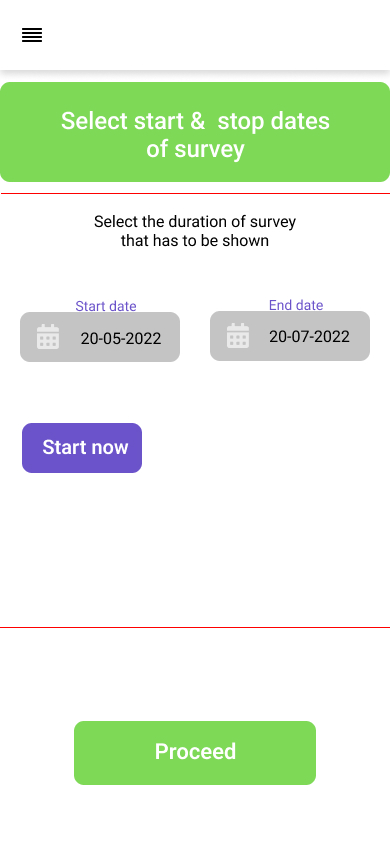 Select start & stop dates
of survey
Select the duration of survey
that has to be shown
Start date
End date
20-05-2022
20-07-2022
Start now
Proceed